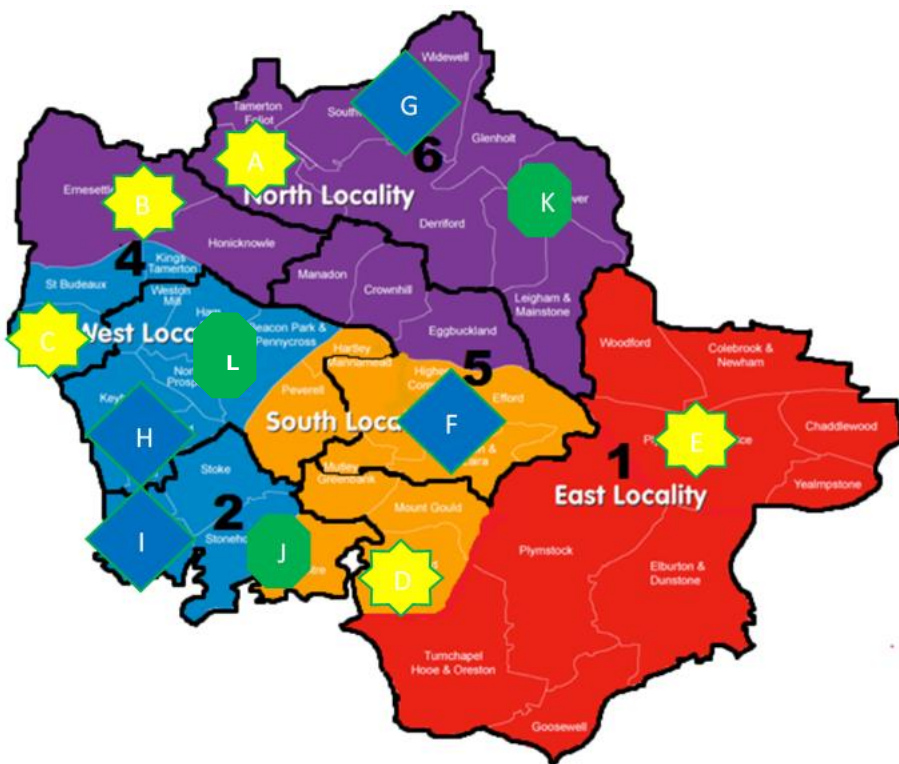 Widewell
G
Tamerton
Foliot
Glenholt
A
6
K
B
North Locality
Derriford
4
Honicknowle
Kings
Tamerton
Manadon
St Budeaux
Weston
Mill
Crownhill
Leigham &
Mainstone
Ham
Eggbuckland
Beacon Park &
Pennycross
C
West
L
Hartley
Mannamead
5
Woodford
Colebrook &
Newham
Higher
Peverell
Efford
H
South
F
E
Chaddlewood
1
Stoke
Mutley
Greenbank
East Locality
Yealmpstone
2
Mount Gould
I
J
Plymstock
D
Elburton &
Dunstone
Turnchapel
Hooe & Oreston
Goosewell